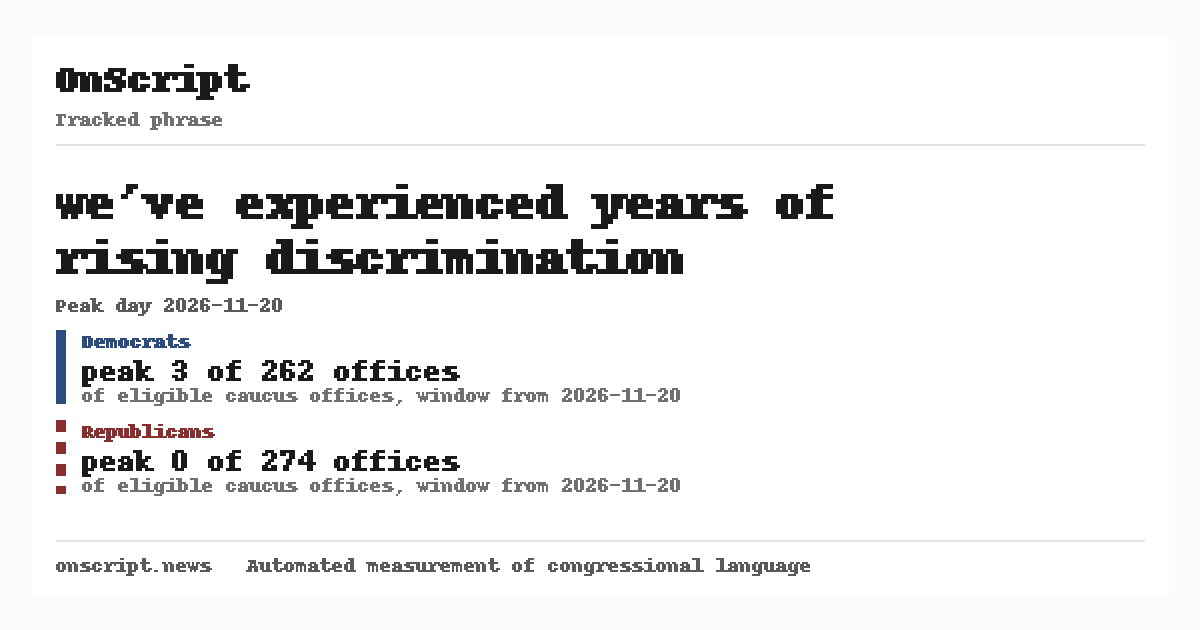 OnScript
Tracked phrase
we've experienced years of
rising discrimination
Peak day 2026-11-20
Democrats
peak 3 of 262 offices
of eligible caucus offices, window from 2026-11-20
Republicans
peak 0 of 274 offices
of eligible caucus offices, window from 2026-11-20
onscript.news Automated measurement of congressional language